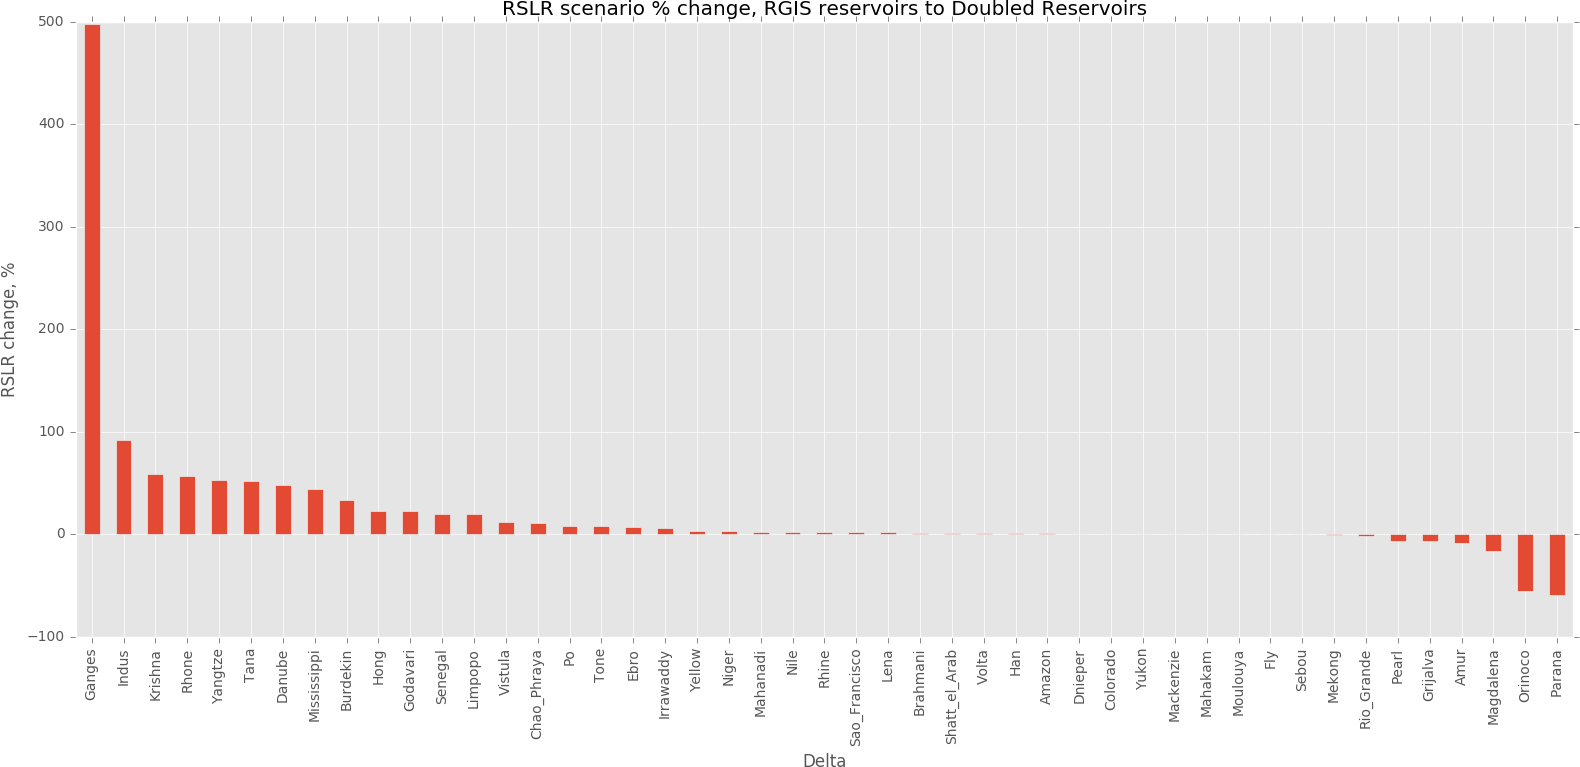 RSLR scenario % change, RGIS reservoirs to Doubled Reservoirs
RSLR change, %
500
400
300
200
100
0
−100
Ganges
Indus
Krishna
Rhone
Yangtze
Tana
Danube
Mississippi
Burdekin
Hong
Godavari
Senegal
Limpopo
Vistula
Chao_Phraya
Po
Tone
Ebro
Irrawaddy
Yellow
Niger
Mahanadi
Nile
Rhine
Sao_Francisco
Lena
Brahmani
Shatt_el_Arab
Volta
Han
Amazon
Dnieper
Colorado
Yukon
Mackenzie
Mahakam
Moulouya
Fly
Sebou
Mekong
Rio_Grande
Pearl
Grijalva
Amur
Magdalena
Orinoco
Parana
Delta